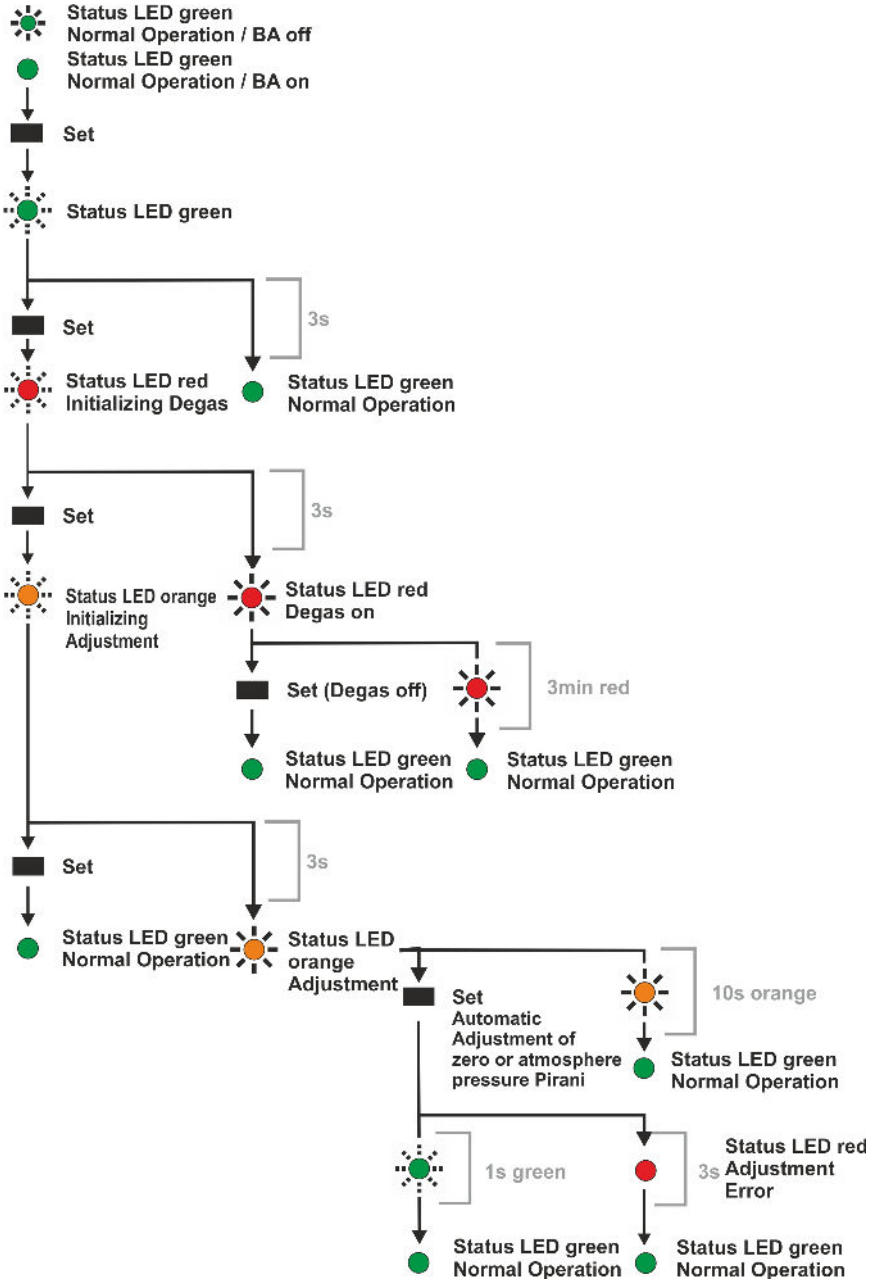 Status LED green
Normal Operation / BA off
Status LED green
Normal Operation / BA on
Set
Status LED green
3s
Set
Status LED red
Initializing Degas
Status LED green
Normal Operation
3s
Set
Status LED orange
Initializing
Adjustment
Status LED red
Degas on
Set (Degas off)
3min red
Status LED green
Normal Operation
Status LED green
Normal Operation
3s
Set
Status LED green
Normal Operation
Status LED
orange
Adjustment
Set
Automatic
Adjustment of
zero or atmosphere
pressure Pirani
10s orange
Status LED green
Normal Operation
1s green
3s
Status LED red
Adjustment
Error
Status LED green
Normal Operation
Status LED green
Normal Operation